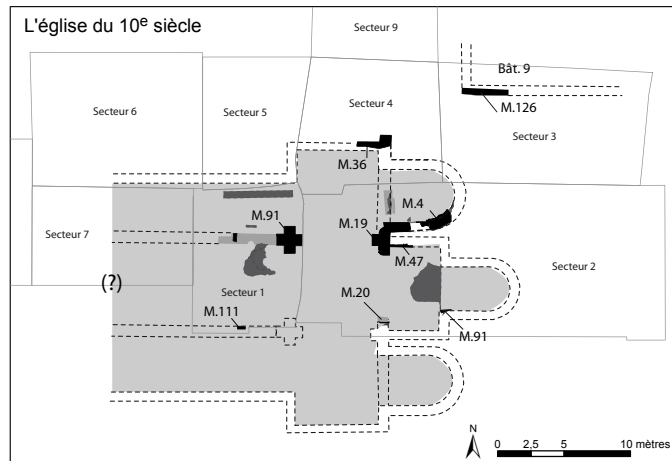 L'église du 10e siècle
Secteur 9
Bât. 9
Secteur 6
Secteur 5
Secteur 4
M.126
Secteur 3
M.36
M.91
M.4
M.19
Secteur 7
M.47
Secteur 2
(?)
Secteur 1
M.20
M.111
M.91
N
0 2,5 5 10 mètres